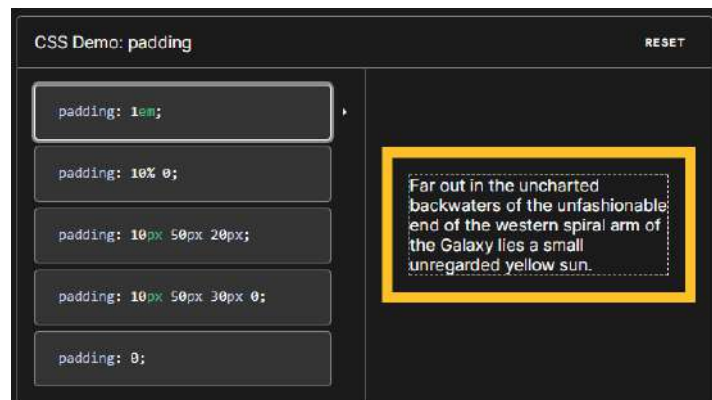 CSS Demo: padding
RESET
padding: 1em;
padding: 10% 0;
padding: 10px 50px 20px;
padding: 10px 50px 30px 0;
padding: 0;
Far out in the uncharted
backwaters of the unfashionable
end of the western spiral arm of
the Galaxy lies a small
unregarded yellow sun.